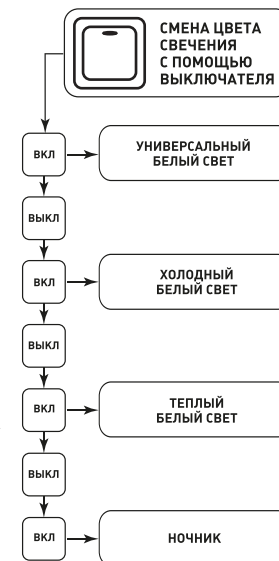 СМЕНА ЦВЕТА
СВЕЧЕНИЯ
С ПОМОЩЬЮ
ВЫКЛЮЧАТЕЛЯ
ВКЛ
УНИВЕРСАЛЬНЫЙ
БЕЛЫЙ СВЕТ
ВЫКЛ
ВКЛ
ХОЛОДНЫЙ
БЕЛЫЙ СВЕТ
ВЫКЛ
ВКЛ
ТЕПЛЫЙ
БЕЛЫЙ СВЕТ
ВЫКЛ
ВКЛ
НОЧНИК